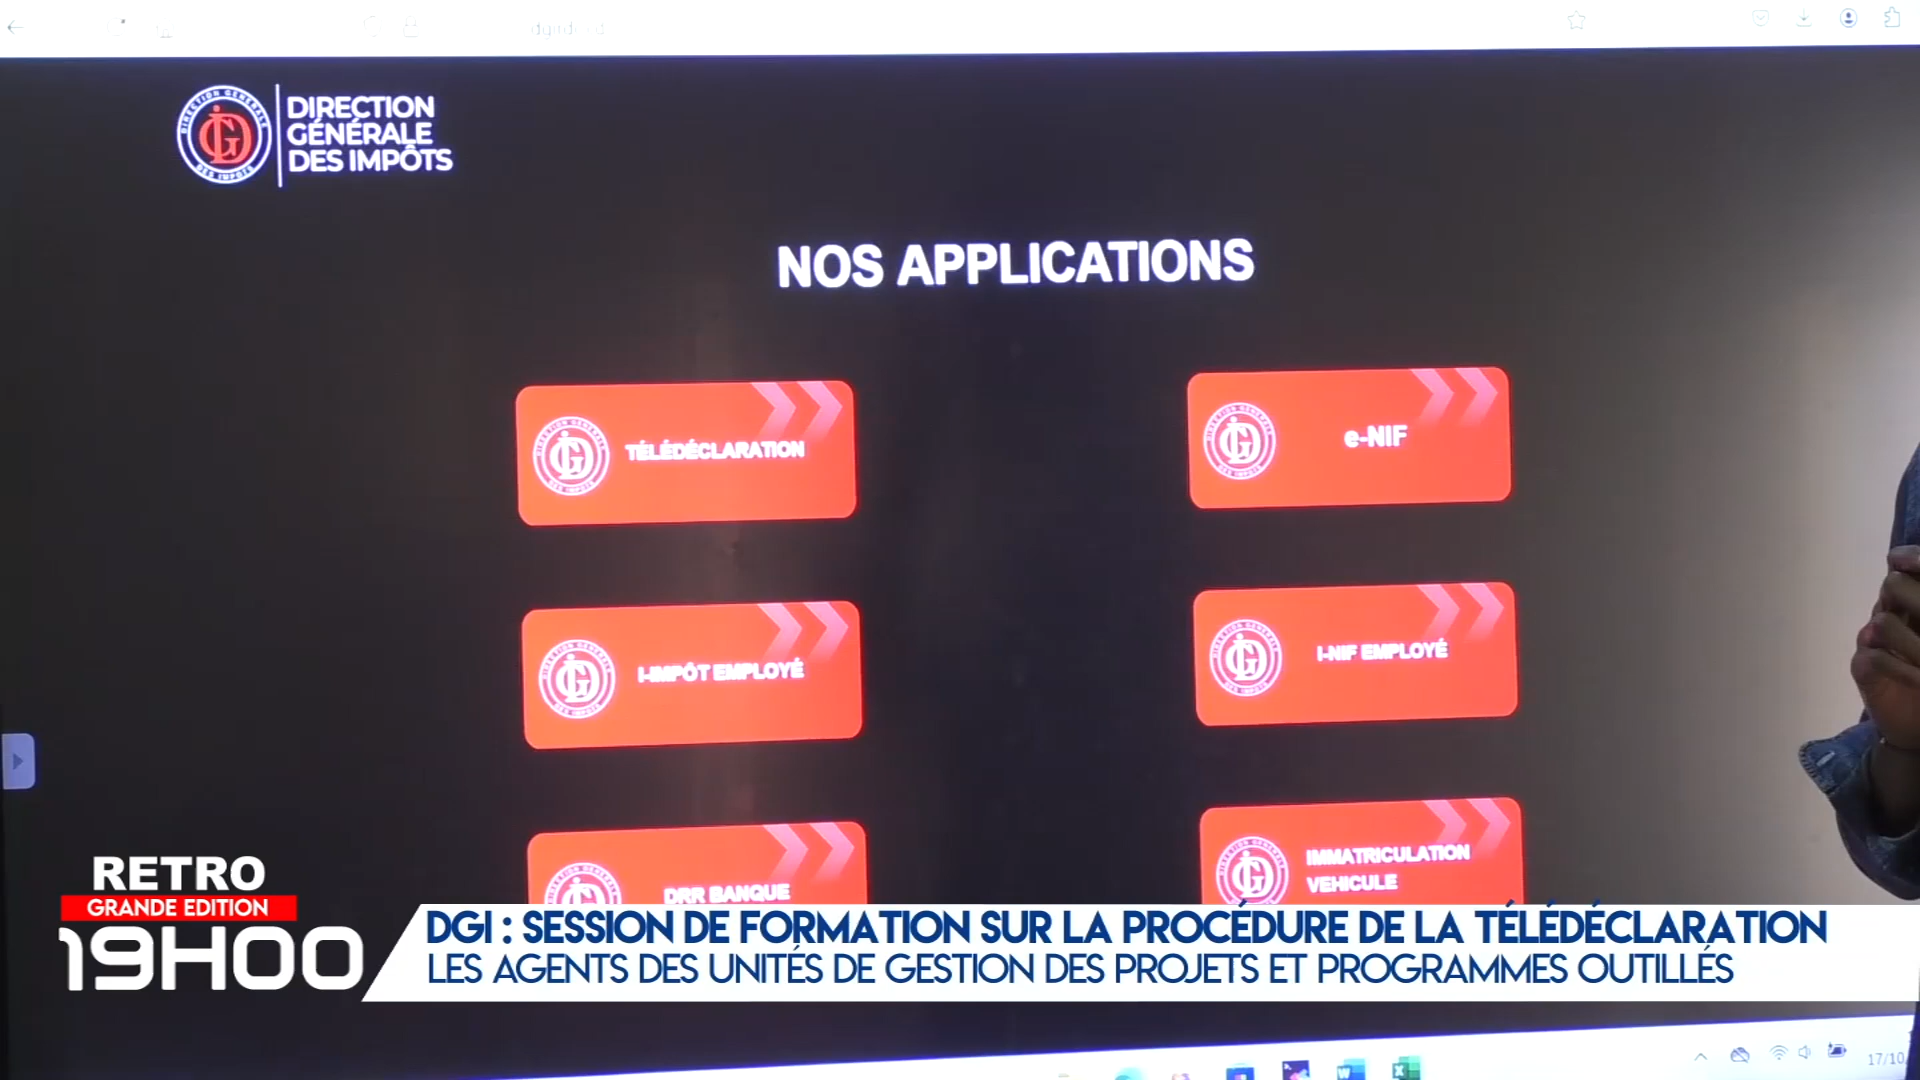 DIRECTION
GÉNÉRALE
DES IMPÔTS
NOS APPLICATIONS
TÉLÉDÉCLARATION
e-NIF
I-IMPÔT EMPLOYÉ
I-NIF EMPLOYÉ
DRR BANQUE
IMMATRICULATION
VEHICULE
RETRO
GRANDE EDITION
19H00
DGI : SESSION DE FORMATION SUR LA PROCÉDURE DE LA TÉLÉDÉCLARATION
LES AGENTS DES UNITÉS DE GESTION DES PROJETS ET PROGRAMMES OUTILLÉS
17/10